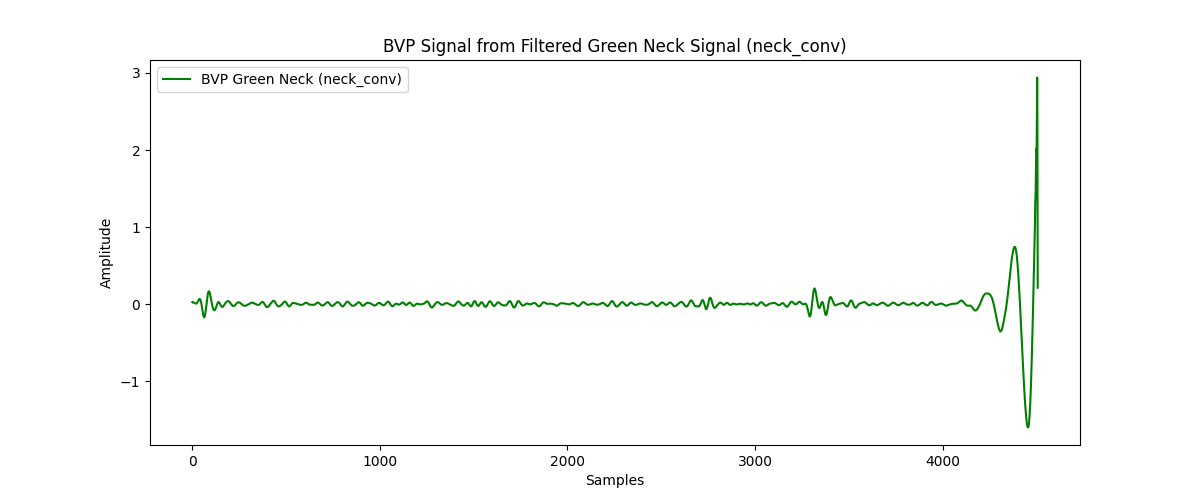 BVP Signal from Filtered Green Neck Signal (neck_conv)
BVP Green Neck (neck_conv)
3
2
1
0
−1
Amplitude
0 1000 2000 3000 4000
Samples